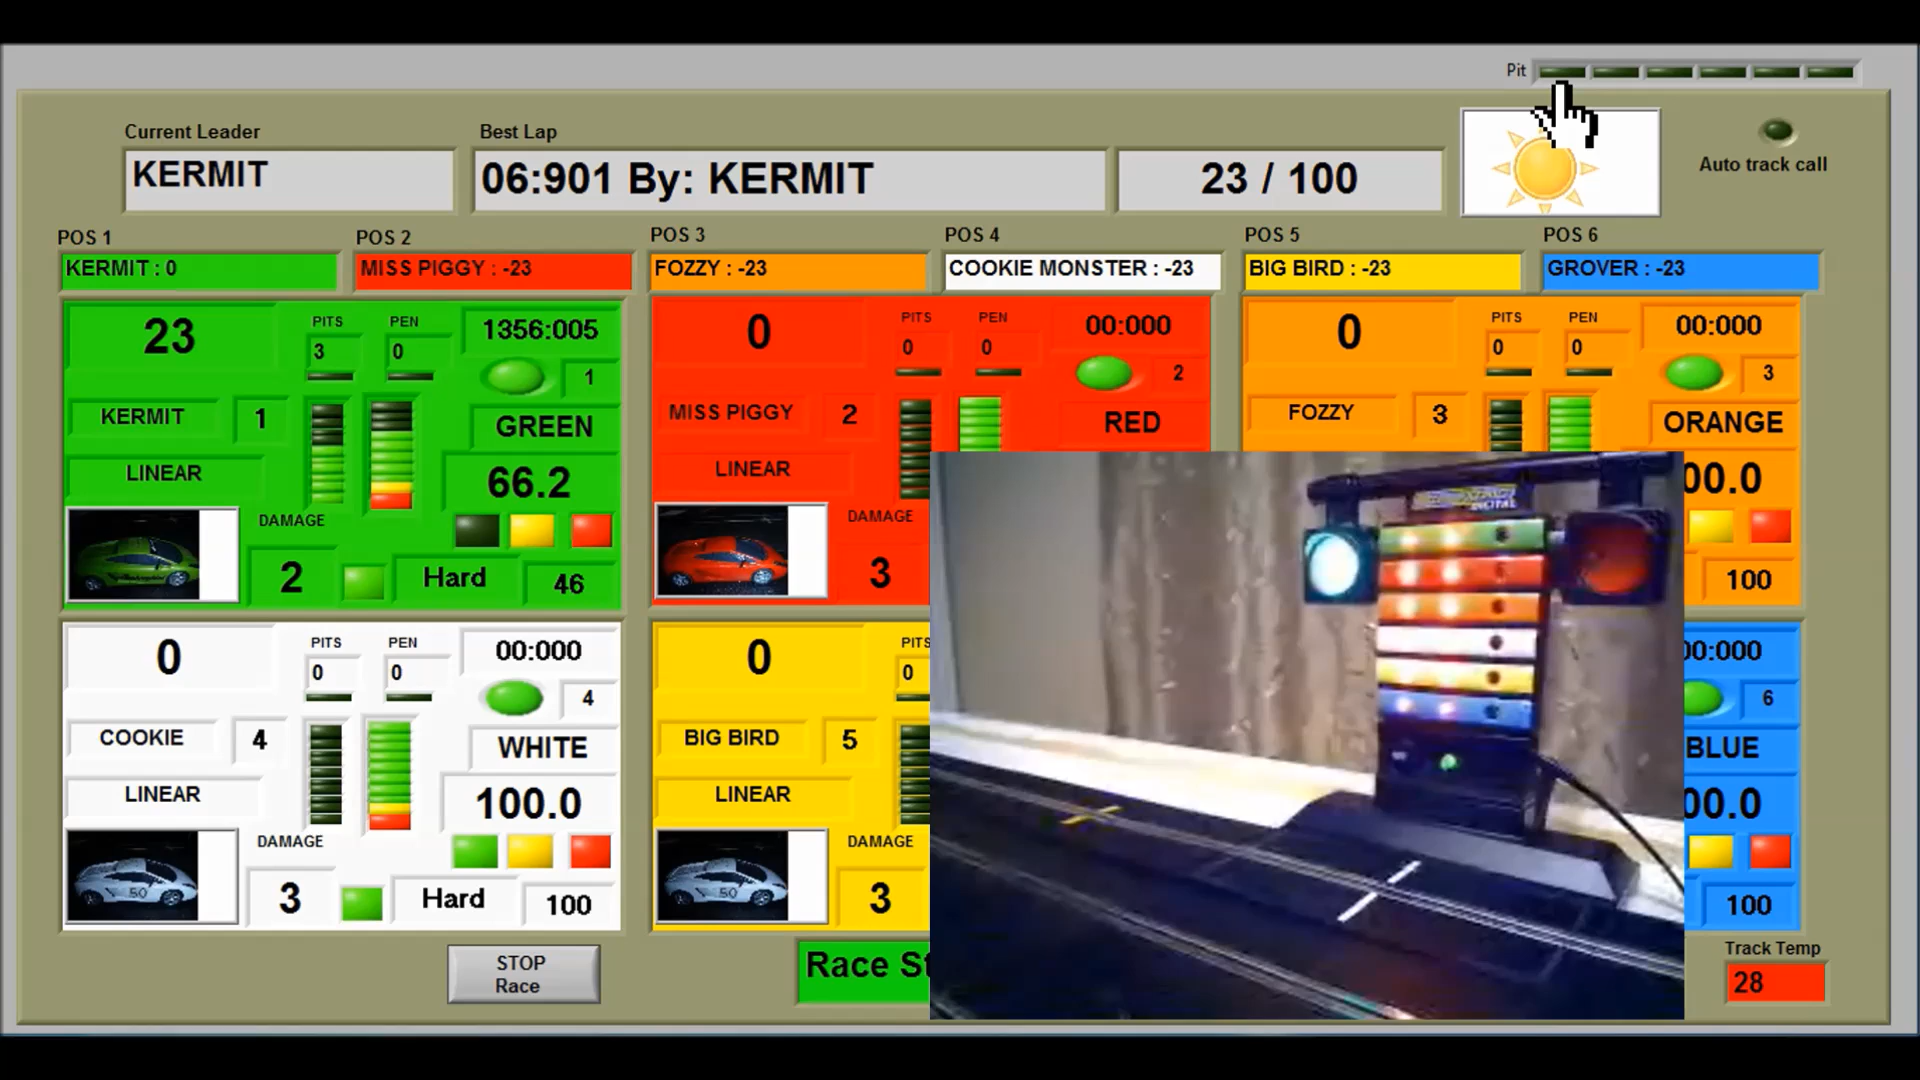 Pit
Current Leader
Best Lap
KERMIT
06:901 By: KERMIT
23 / 100
Auto track call
POS 1
POS 2
POS 3
POS 4
POS 5
POS 6
KERMIT : 0
MISS PIGGY : -23
FOZZY : -23
COOKIE MONSTER : -23
BIG BIRD : -23
GROVER : -23
23
PITS
PEN
3
0
1356:005
1
KERMIT
1
GREEN
LINEAR
66.2
DAMAGE
2
Hard
46
0
PITS
PEN
0
0
00:000
2
MISS PIGGY
2
RED
LINEAR
DAMAGE
3
0
PITS
PEN
0
0
00:000
3
FOZZY
3
ORANGE
00.0
100
DIGITAL
0
PITS
PEN
0
0
00:000
4
COOKIE
4
WHITE
LINEAR
100.0
DAMAGE
3
Hard
100
50
0
PITS
0
BIG BIRD
5
LINEAR
DAMAGE
3
50
00:000
6
BLUE
00.0
100
STOP
Race
Race St
Track Temp
28